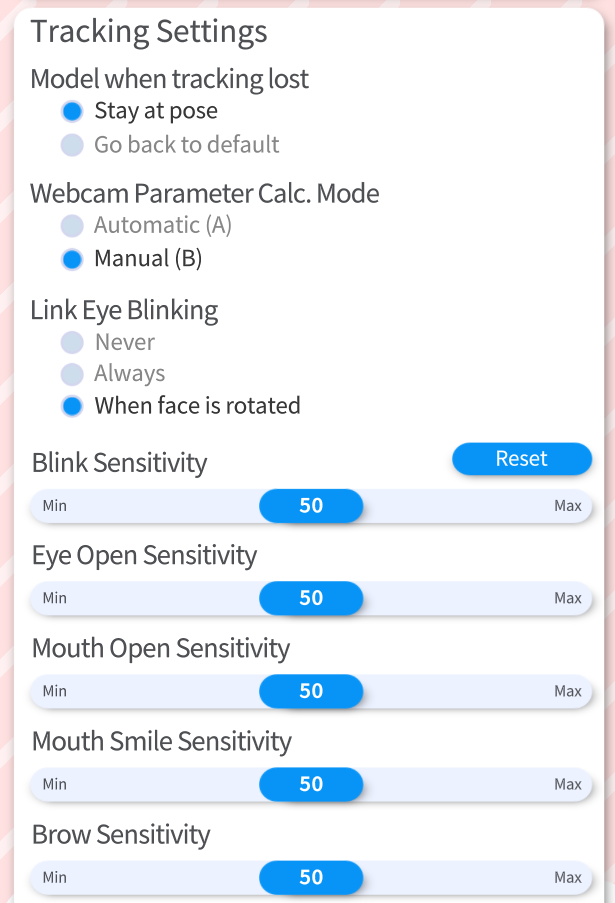 Tracking Settings
Model when tracking lost
Stay at pose
Go back to default
Webcam Parameter Calc. Mode
Automatic (A)
Manual (B)
Link Eye Blinking
Never
Always
When face is rotated
Blink Sensitivity Reset
Min 50 Max
Eye Open Sensitivity
Min 50 Max
Mouth Open Sensitivity
Min 50 Max
Mouth Smile Sensitivity
Min 50 Max
Brow Sensitivity
Min 50 Max